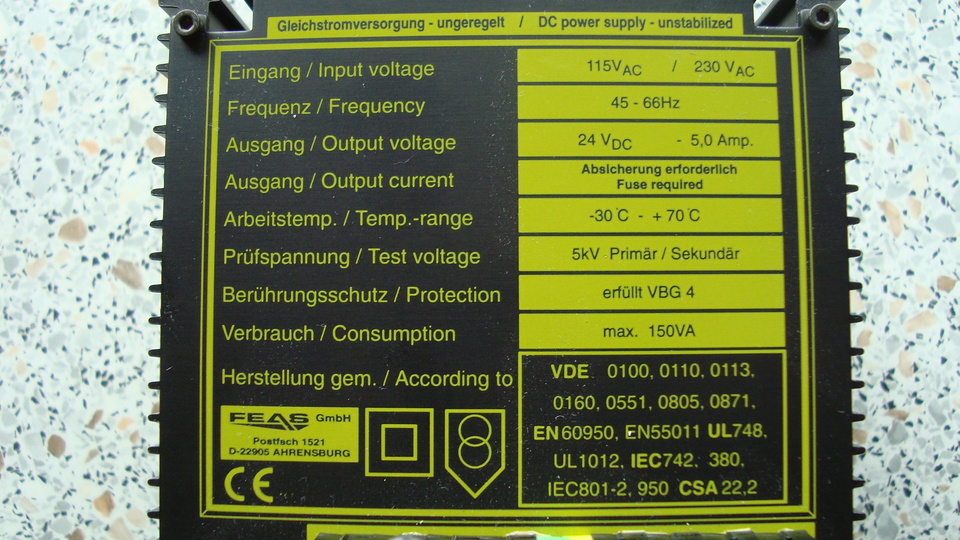 Gleichstromversorgung - ungeregelt / DC power supply - unstabilized
Eingang / Input voltage 115VAC / 230 VAC
Frequenz / Frequency 45 - 66Hz
Ausgang / Output voltage 24 VDC - 5,0 Amp.
Ausgang / Output current Absicherung erforderlich
Fuse required
Arbeitstemp. / Temp.-range -30°C - +70°C
Prüfspannung / Test voltage 5kV Primär / Sekundär
Berührungsschutz / Protection erfüllt VBG 4
Verbrauch / Consumption max. 150VA
Herstellung gem. / According to VDE 0100, 0110, 0113,
0160, 0551, 0805, 0871,
EN 60950, EN55011 UL748,
UL1012, IEC742, 380,
IEC801-2, 950 CSA 22,2
FEAS GmbH
Postfsch 1521
D-22905 AHRENSBURG
CE